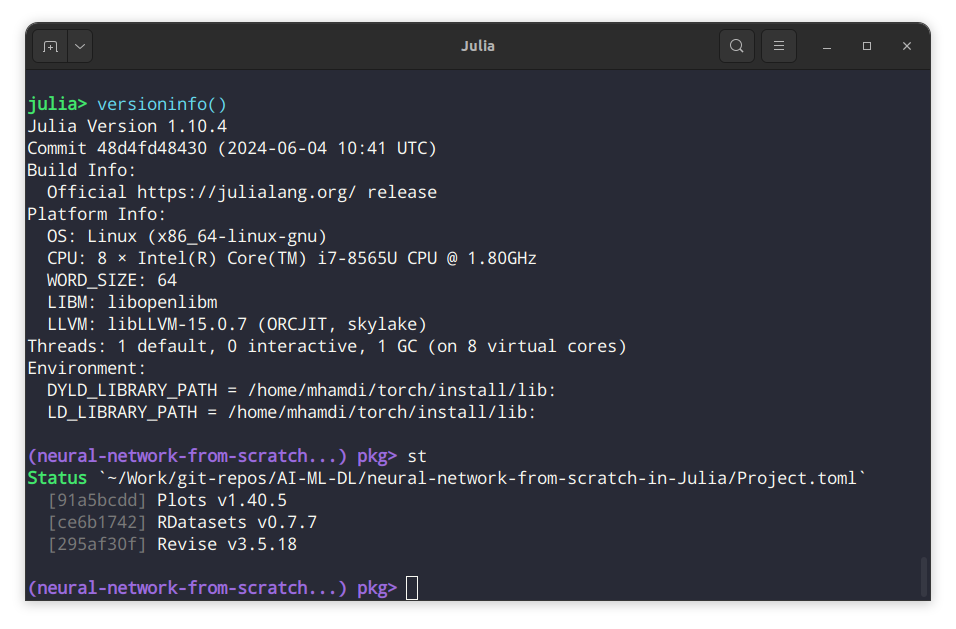 Julia
julia> versioninfo()
Julia Version 1.10.4
Commit 48d4fd48430 (2024-06-04 10:41 UTC)
Build Info:
  Official https://julialang.org/ release
Platform Info:
  OS: Linux (x86_64-linux-gnu)
  CPU: 8 × Intel(R) Core(TM) i7-8565U CPU @ 1.80GHz
  WORD_SIZE: 64
  LIBM: libopenlibm
  LLVM: libLLVM-15.0.7 (ORCJIT, skylake)
Threads: 1 default, 0 interactive, 1 GC (on 8 virtual cores)
Environment:
  DYLD_LIBRARY_PATH = /home/mhamdi/torch/install/lib:
  LD_LIBRARY_PATH = /home/mhamdi/torch/install/lib:
(neural-network-from-scratch...) pkg> st
Status `~/Work/git-repos/AI-ML-DL/neural-network-from-scratch-in-Julia/Project.toml`
  [91a5bcdd] Plots v1.40.5
  [ce6b1742] RDatasets v0.7.7
  [295af30f] Revise v3.5.18
(neural-network-from-scratch...) pkg>